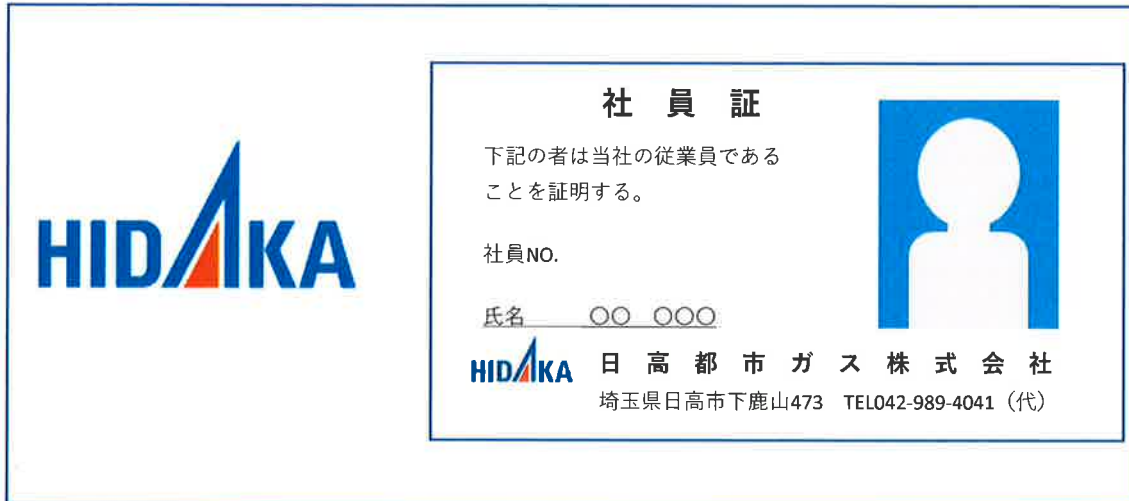 HIDAKA
社 員 証
下記の者は当社の従業員である
ことを証明する。
社員NO.
氏名 〇〇 〇〇〇
HIDAKA 日 高 都 市 ガ ス 株 式 会 社
埼玉県日高市下鹿山473 TEL042-989-4041（代）